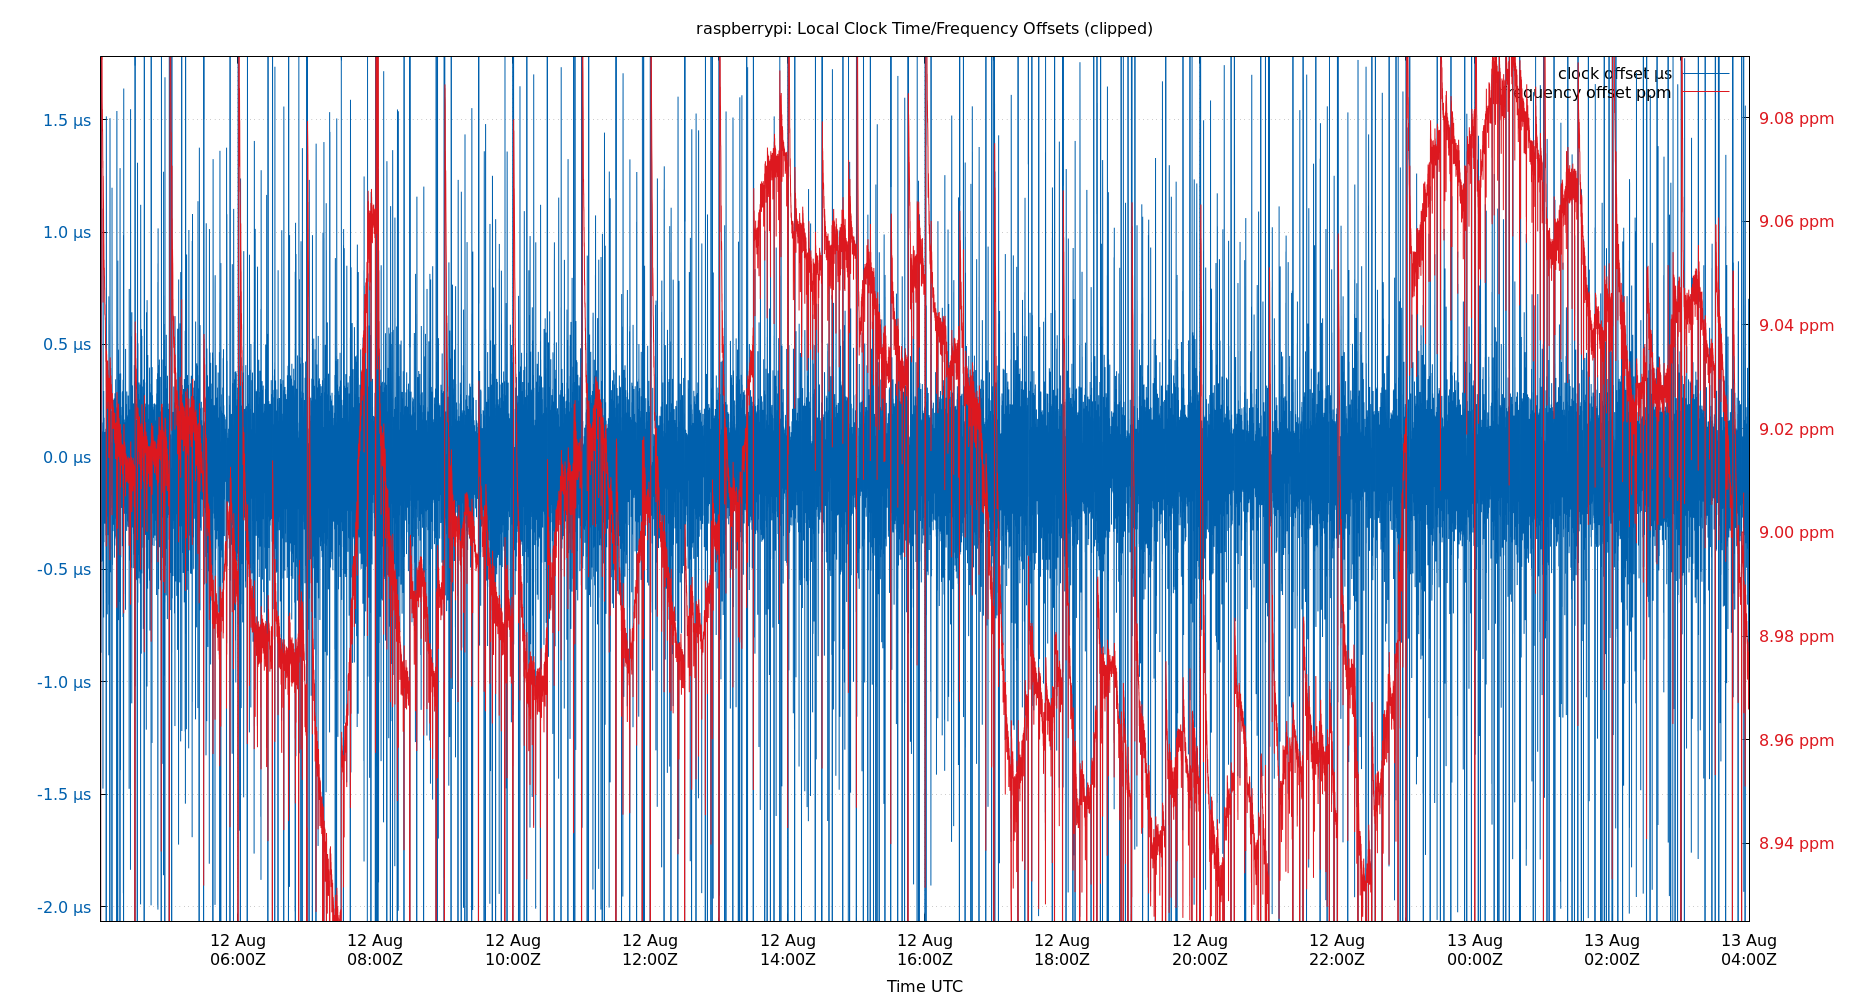 raspberrypi: Local Clock Time/Frequency Offsets (clipped)
clock offset µs
frequency offset ppm
1.5 µs
1.0 µs
0.5 µs
0.0 µs
-0.5 µs
-1.0 µs
-1.5 µs
-2.0 µs
9.08 ppm
9.06 ppm
9.04 ppm
9.02 ppm
9.00 ppm
8.98 ppm
8.96 ppm
8.94 ppm
12 Aug 12 Aug 12 Aug 12 Aug 12 Aug 12 Aug 12 Aug 12 Aug 12 Aug 13 Aug 13 Aug 13 Aug
06:00Z 08:00Z 10:00Z 12:00Z 14:00Z 16:00Z 18:00Z 20:00Z 22:00Z 00:00Z 02:00Z 04:00Z
Time UTC